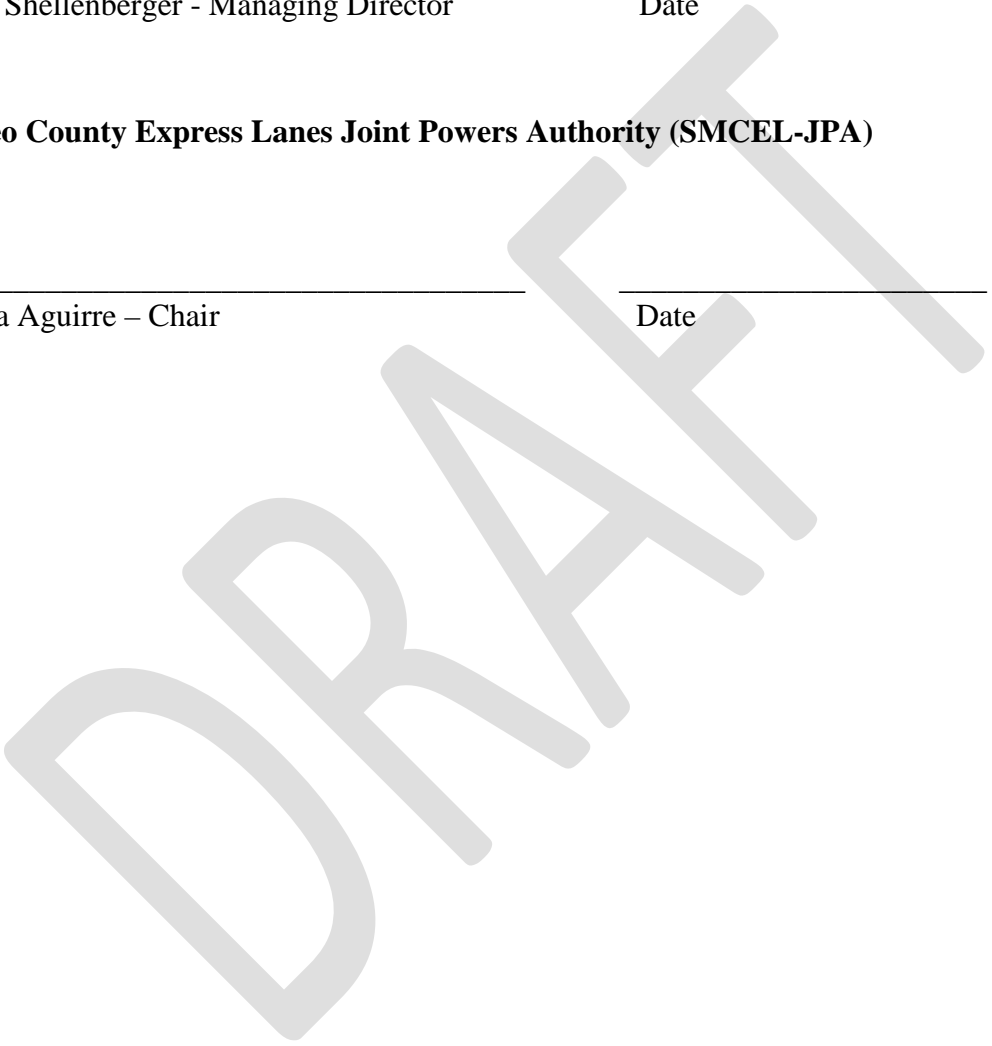 Shellenberger - Managing Director Date
County Express Lanes Joint Powers Authority (SMCEL-JPA)
Aguirre – Chair Date
DRAFT